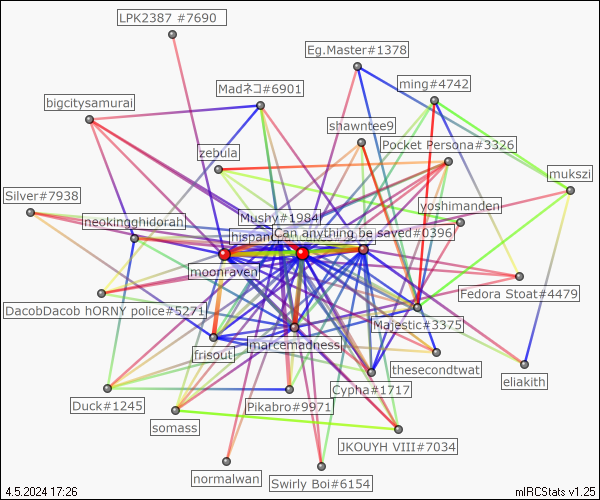 LPK2387 #7690
Eg.Master#1378
Madネコ#6901
ming#4742
bigcitysamurai
shawntee9
Pocket Persona#3326
zebula
mukszi
Silver#7938
yoshimanden
neokingghidorah
Mushy#1984
Can anything be saved#0396
moonraven
Fedora Stoat#4479
DacobDacob hORNY police#5271
Majestic#3375
marcemadness
frisout
thesecondtwat
eliakith
Cypha#1717
Duck#1245
Pikabro#9971
somass
JKOUYH VIII#7034
normalwan
Swirly Boi#6154
4.5.2024 17:26
mIRCStats v1.25